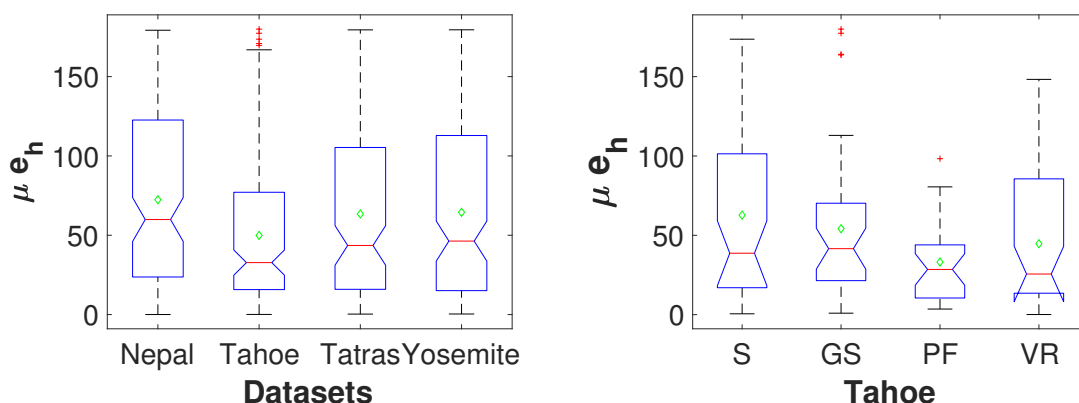 150
100
50
0
μ e_h
Nepal Tahoe Tatras Yosemite
Datasets
150
100
50
0
μ e_h
S GS PF VR
Tahoe